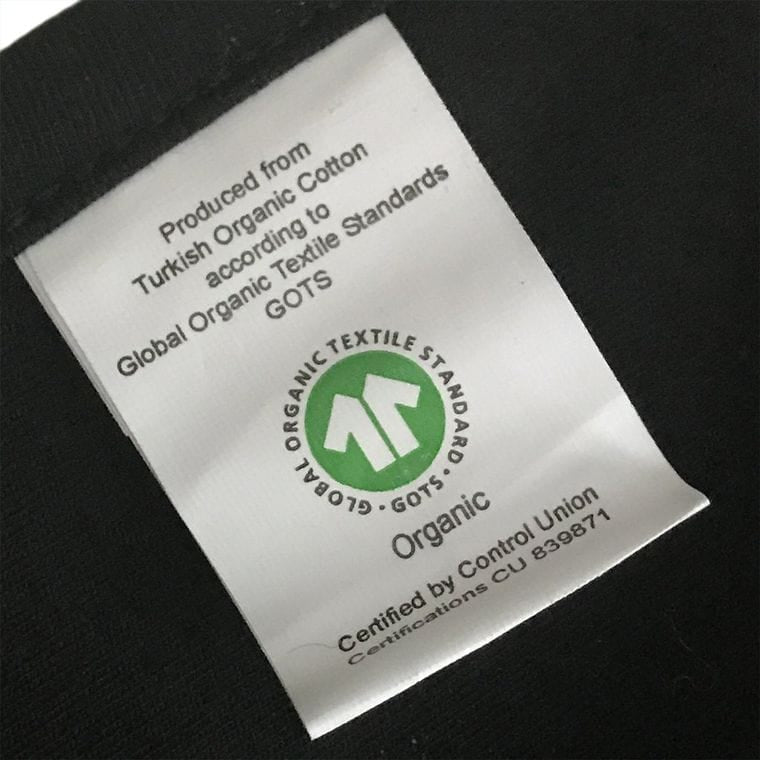 Produced from
Turkish Organic Cotton
according to
Global Organic Textile Standards
GOTS
GLOBAL ORGANIC TEXTILE STANDARD · GOTS ·
Organic
Certified by Control Union
Certifications CU 839871